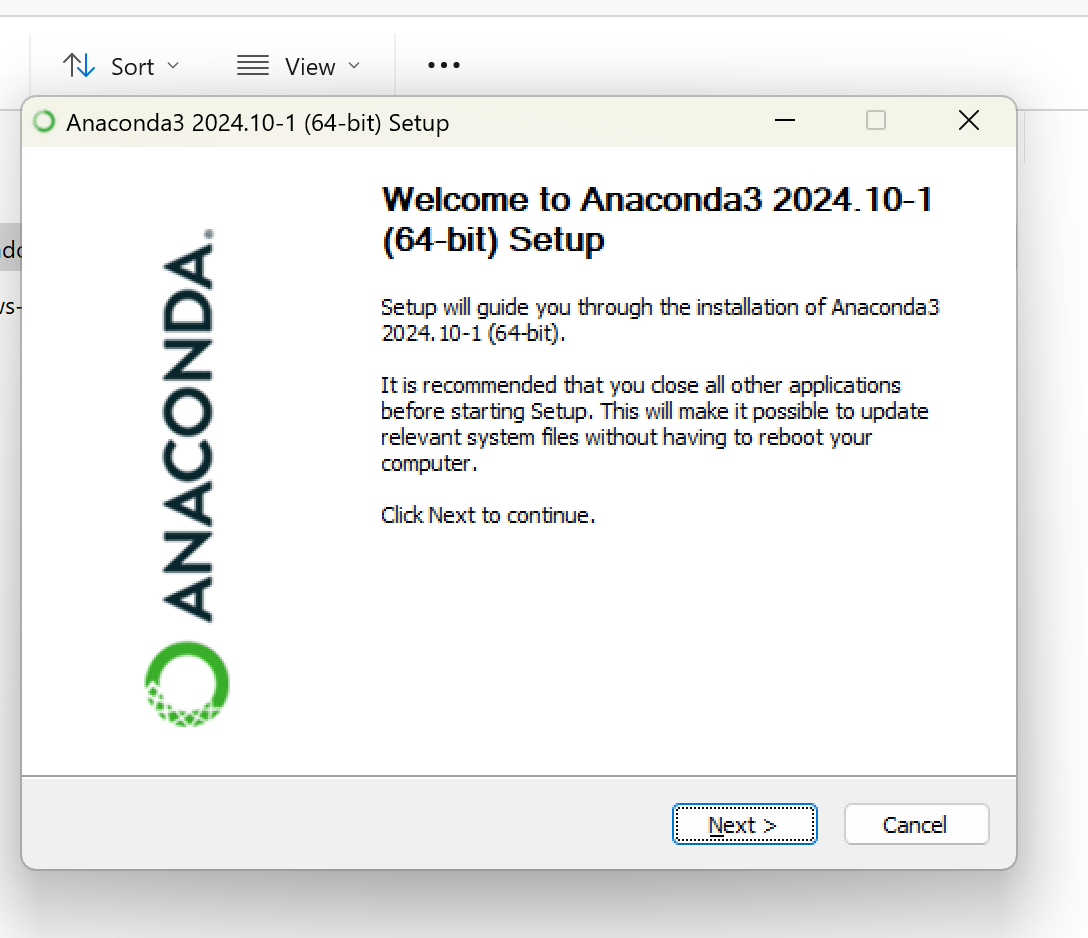 Sort View
Anaconda3 2024.10-1 (64-bit) Setup
ANACONDA.
Welcome to Anaconda3 2024.10-1
(64-bit) Setup
Setup will guide you through the installation of Anaconda3
2024.10-1 (64-bit).
It is recommended that you close all other applications
before starting Setup. This will make it possible to update
relevant system files without having to reboot your
computer.
Click Next to continue.
Next > Cancel